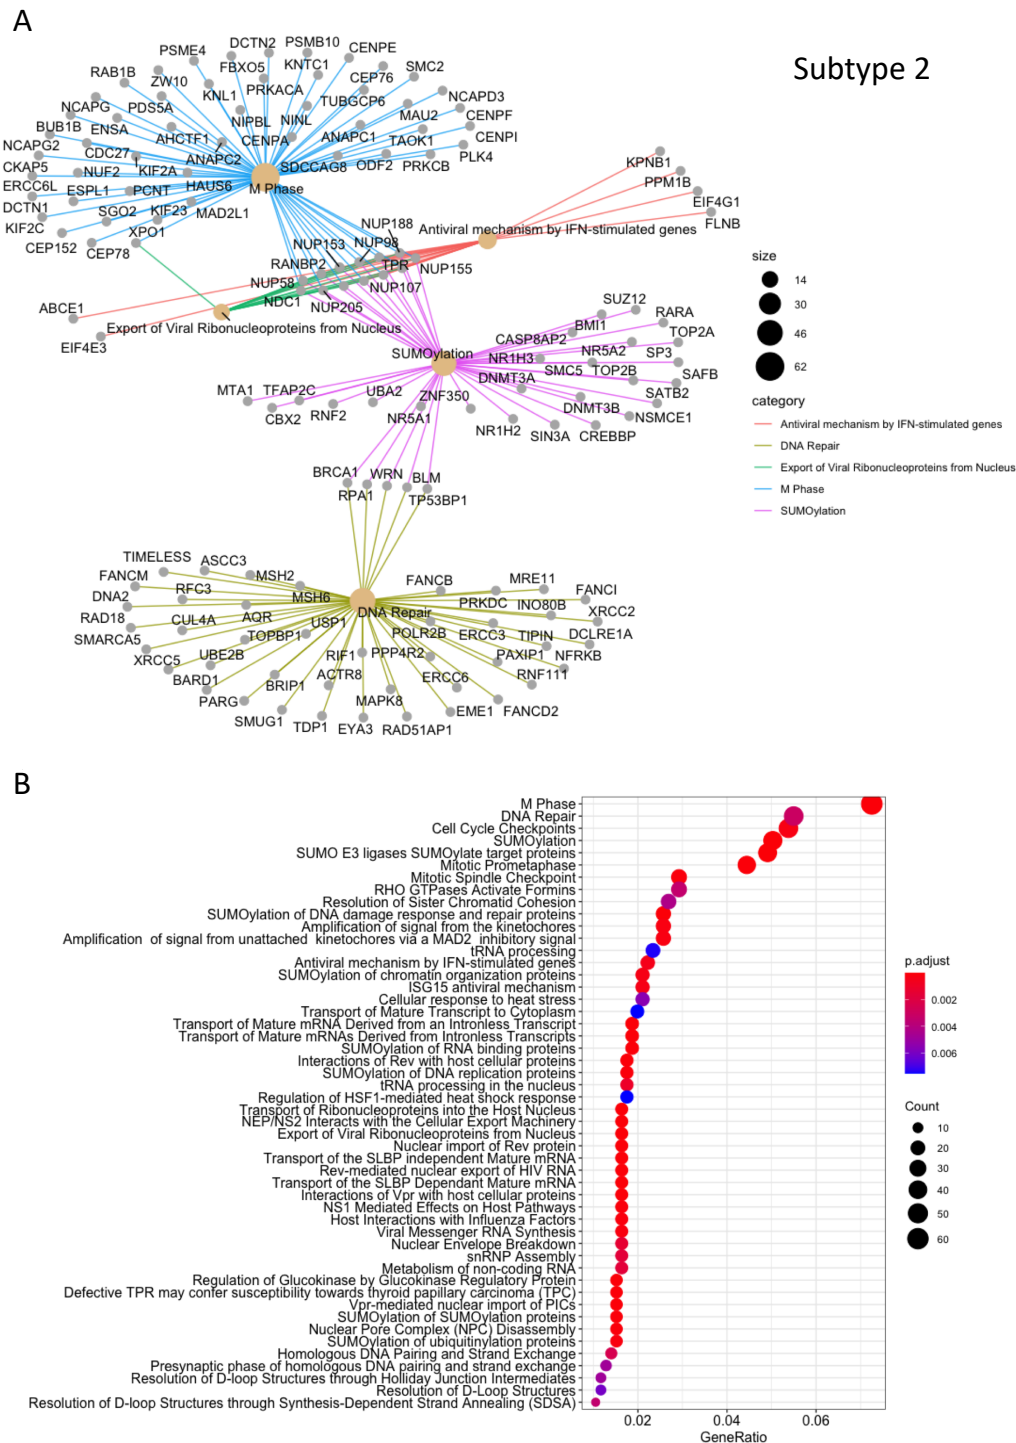 A
Subtype 2
DCTN2 PSMB10
PSME4 CENPE
FBXO5 KNTC1
RAB1B ZW10 CEP76 SMC2
KNL1 PRKACA
NCAPG PDS5A TUBGCP6 NCAPD3
NIPBL NINL MAU2 CENPF
BUB1B ENSA
AHCTF1 CENPA ANAPC1 TAOK1 CENPI
NCAPG2 CDC27 ANAPC2 PLK4
CKAP5 NUF2 KIF2A SDCCAG8 ODF2 PRKCB
ERCC6L ESPL1 PCNT HAUS6 M Phase
DCTN1 SGO2 KIF23 MAD2L1
KIF2C XPO1
CEP152 CEP78
KPNB1
PPM1B
EIF4G1
FLNB
NUP188 Antiviral mechanism by IFN-stimulated genes
NUP153 NUP98
RANBP2 TPR NUP155
NUP58 NUP107
NDC1 NUP205
ABCE1
Export of Viral Ribonucleoproteins from Nucleus
EIF4E3
SUZ12
BMI1 RARA
CASP8AP2 TOP2A
SUMOylation NR1H3 NR5A2 SP3
SMC5 TOP2B SAFB
MTA1 TFAP2C UBA2 ZNF350 DNMT3A SATB2
CBX2 RNF2 NR5A1 DNMT3B NSMCE1
NR1H2 SIN3A CREBBP
BRCA1 WRN BLM
RPA1 TP53BP1
TIMELESS ASCC3
FANCM MSH2 FANCB MRE11
DNA2 RFC3 MSH6 PRKDC INO80B FANCI
RAD18 CUL4A AQR USP1 DNA Repair XRCC2
SMARCA5 TOPBP1 POLR2B ERCC3 TIPIN DCLRE1A
XRCC5 UBE2B RIF1 PPP4R2 PAXIP1 NFRKB
BARD1 BRIP1 ACTR8 ERCC6 RNF111
PARG MAPK8
SMUG1 TDP1 EYA3 RAD51AP1 EME1 FANCD2
size
14
30
46
62
category
Antiviral mechanism by IFN-stimulated genes
DNA Repair
Export of Viral Ribonucleoproteins from Nucleus
M Phase
SUMOylation
B
M Phase
DNA Repair
Cell Cycle Checkpoints
SUMOylation
SUMO E3 ligases SUMOylate target proteins
Mitotic Prometaphase
Mitotic Spindle Checkpoint
RHO GTPases Activate Formins
Resolution of Sister Chromatid Cohesion
SUMOylation of DNA damage response and repair proteins
Amplification of signal from the kinetochores
Amplification  of signal from unattached  kinetochores via a MAD2  inhibitory signal
tRNA processing
Antiviral mechanism by IFN-stimulated genes
SUMOylation of chromatin organization proteins
ISG15 antiviral mechanism
Cellular response to heat stress
Transport of Mature Transcript to Cytoplasm
Transport of Mature mRNA Derived from an Intronless Transcript
Transport of Mature mRNAs Derived from Intronless Transcripts
SUMOylation of RNA binding proteins
Interactions of Rev with host cellular proteins
SUMOylation of DNA replication proteins
tRNA processing in the nucleus
Regulation of HSF1-mediated heat shock response
Transport of Ribonucleoproteins into the Host Nucleus
NEP/NS2 Interacts with the Cellular Export Machinery
Export of Viral Ribonucleoproteins from Nucleus
Nuclear import of Rev protein
Transport of the SLBP independent Mature mRNA
Rev-mediated nuclear export of HIV RNA
Transport of the SLBP Dependant Mature mRNA
Interactions of Vpr with host cellular proteins
NS1 Mediated Effects on Host Pathways
Host Interactions with Influenza Factors
Viral Messenger RNA Synthesis
Nuclear Envelope Breakdown
snRNP Assembly
Metabolism of non-coding RNA
Regulation of Glucokinase by Glucokinase Regulatory Protein
Defective TPR may confer susceptibility towards thyroid papillary carcinoma (TPC)
Vpr-mediated nuclear import of PICs
SUMOylation of SUMOylation proteins
Nuclear Pore Complex (NPC) Disassembly
SUMOylation of ubiquitinylation proteins
Homologous DNA Pairing and Strand Exchange
Presynaptic phase of homologous DNA pairing and strand exchange
Resolution of D-loop Structures through Holliday Junction Intermediates
Resolution of D-Loop Structures
Resolution of D-loop Structures through Synthesis-Dependent Strand Annealing (SDSA)
0.02 0.04 0.06
GeneRatio
p.adjust
0.002
0.004
0.006
Count
10
20
30
40
50
60